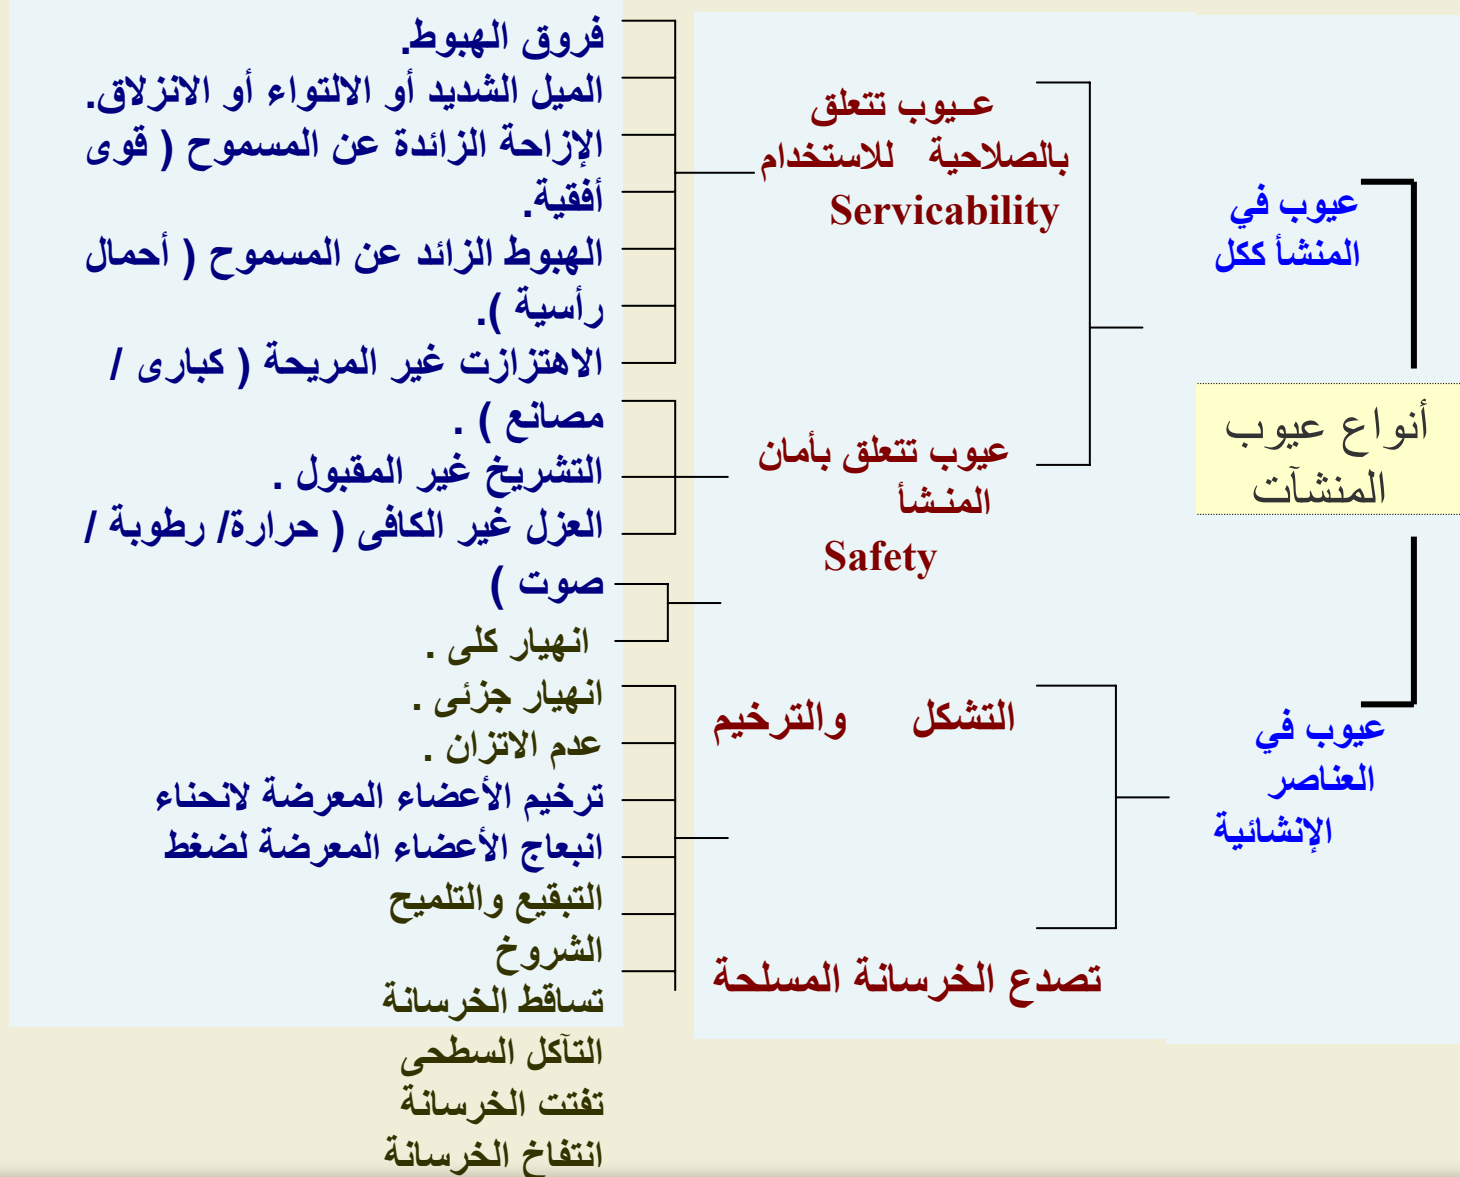 أنواع عيوب
المنشآت
عيوب في
المنشأ ككل
عيوب في
العناصر
الإنشائية
عــيوب تتعلق
بالصلاحية للاستخدام
Servicability
عيوب تتعلق بأمان
المنـشأ
Safety
التشكل والترخيم
تصدع الخرسانة المسلحة
فروق الهبوط.
الميل الشديد أو الالتواء أو الانزلاق.
الإزاحة الزائدة عن المسموح ( قوى
أفقية.
الهبوط الزائد عن المسموح ( أحمال
رأسية ).
الاهتزازت غير المريحة ( كبارى /
مصانع ) .
التشريخ غير المقبول .
العزل غير الكافى ( حرارة/ رطوبة /
صوت )
انهيار كلى .
انهيار جزئى .
عدم الاتزان .
ترخيم الأعضاء المعرضة لانحناء
انبعاج الأعضاء المعرضة لضغط
التبقيع والتلميح
الشروخ
تساقط الخرسانة
التآكل السطحى
تفتت الخرسانة
انتفاخ الخرسانة